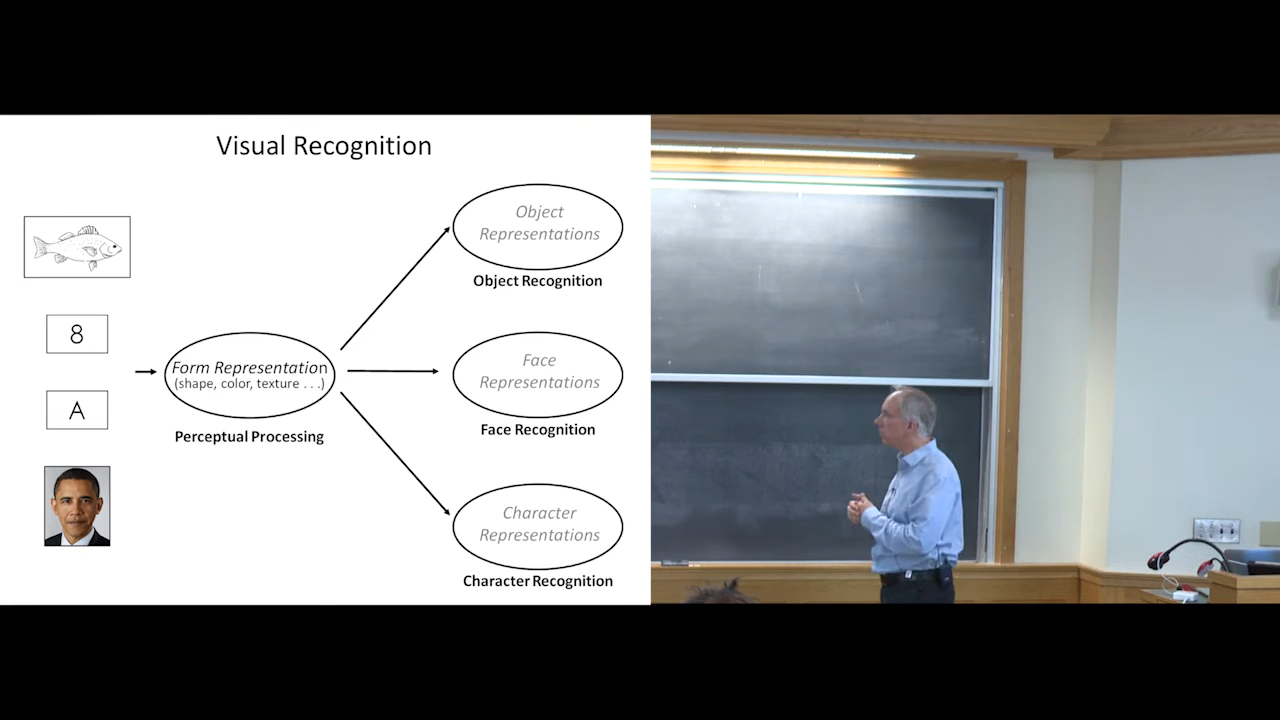 Visual Recognition
8
A
Form Representation
(shape, color, texture . . .)
Perceptual Processing
Object
Representations
Object Recognition
Face
Representations
Face Recognition
Character
Representations
Character Recognition